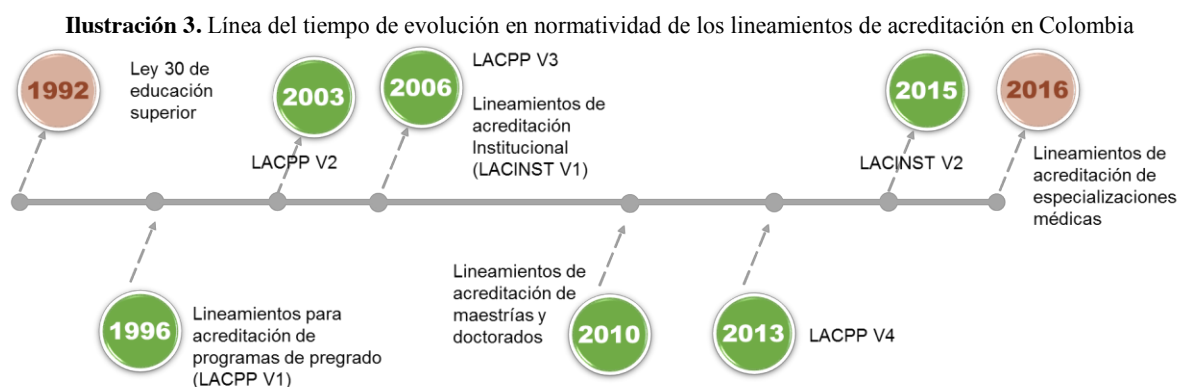 Ilustración 3. Línea del tiempo de evolución en normatividad de los lineamientos de acreditación en Colombia
1992
Ley 30 de
educación
superior
2003
LACPP V2
2006
LACPP V3
Lineamientos de
acreditación
Institucional
(LACINST V1)
2015
LACINST V2
2016
Lineamientos de
acreditación de
especializaciones
médicas
1996
Lineamientos para
acreditación de
programas de pregrado
(LACPP V1)
Lineamientos de
acreditación de
maestrías y
doctorados
2010
2013
LACPP V4